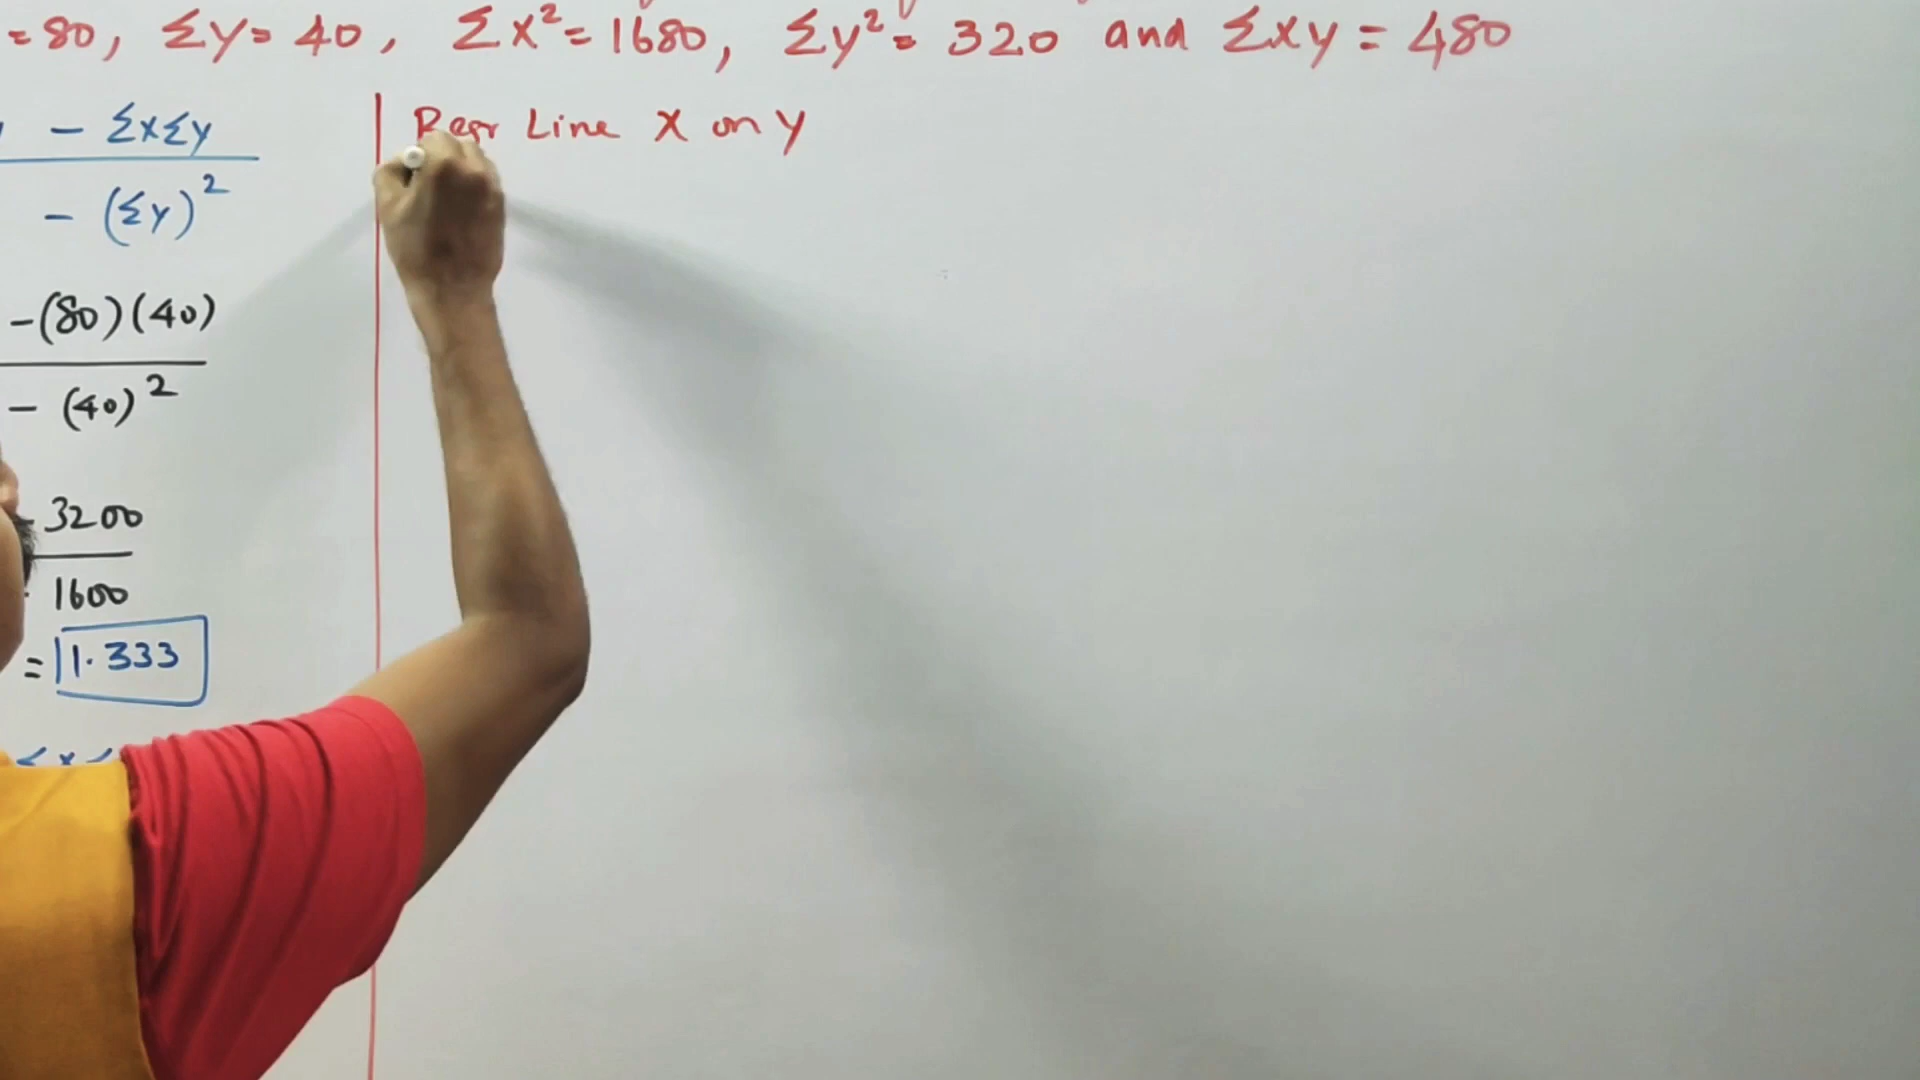 =80, Σy= 40, Σx²= 1680, Σy²= 320 and Σxy = 480
- ΣxΣy
- (Σy)²
-(80)(40)
- (40)²
3200
1600
= 1.333
Regr Line X on Y